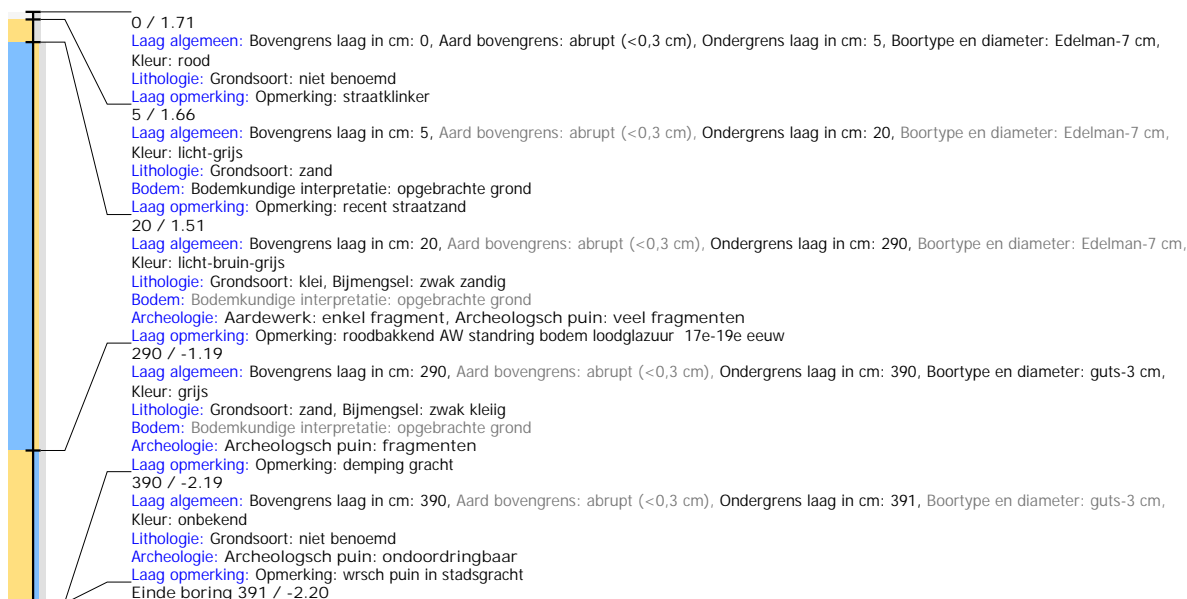 0 / 1.71
Laag algemeen: Bovengrens laag in cm: 0, Aard bovengrens: abrupt (<0,3 cm), Ondergrens laag in cm: 5, Boortype en diameter: Edelman-7 cm,
Kleur: rood
Lithologie: Grondsoort: niet benoemd
Laag opmerking: Opmerking: straatklinker
5 / 1.66
Laag algemeen: Bovengrens laag in cm: 5, Aard bovengrens: abrupt (<0,3 cm), Ondergrens laag in cm: 20, Boortype en diameter: Edelman-7 cm,
Kleur: licht-grijs
Lithologie: Grondsoort: zand
Bodem: Bodemkundige interpretatie: opgebrachte grond
Laag opmerking: Opmerking: recent straatzand
20 / 1.51
Laag algemeen: Bovengrens laag in cm: 20, Aard bovengrens: abrupt (<0,3 cm), Ondergrens laag in cm: 290, Boortype en diameter: Edelman-7 cm,
Kleur: licht-bruin-grijs
Lithologie: Grondsoort: klei, Bijmengsel: zwak zandig
Bodem: Bodemkundige interpretatie: opgebrachte grond
Archeologie: Aardewerk: enkel fragment, Archeologsch puin: veel fragmenten
Laag opmerking: Opmerking: roodbakkend AW standring bodem loodglazuur 17e-19e eeuw
290 / -1.19
Laag algemeen: Bovengrens laag in cm: 290, Aard bovengrens: abrupt (<0,3 cm), Ondergrens laag in cm: 390, Boortype en diameter: guts-3 cm,
Kleur: grijs
Lithologie: Grondsoort: zand, Bijmengsel: zwak kleiig
Bodem: Bodemkundige interpretatie: opgebrachte grond
Archeologie: Archeologsch puin: fragmenten
Laag opmerking: Opmerking: demping gracht
390 / -2.19
Laag algemeen: Bovengrens laag in cm: 390, Aard bovengrens: abrupt (<0,3 cm), Ondergrens laag in cm: 391, Boortype en diameter: guts-3 cm,
Kleur: onbekend
Lithologie: Grondsoort: niet benoemd
Archeologie: Archeologsch puin: ondoordringbaar
Laag opmerking: Opmerking: wrsch puin in stadsgracht
Einde boring 391 / -2.20